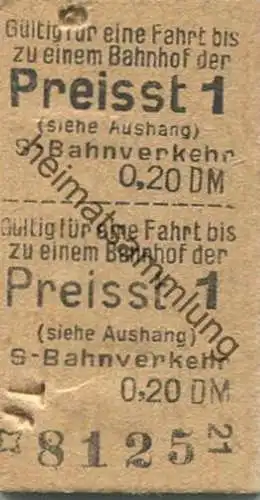 Gültig für eine Fahrt bis
zu einem Bahnhof der
Preisst 1
(siehe Aushang)
S-Bahnverkehr
0,20 DM
Gültig für eine Fahrt bis
zu einem Bahnhof der
Preisst 1
(siehe Aushang)
S-Bahnverkehr
0,20 DM
8125
21
heimatsammlung